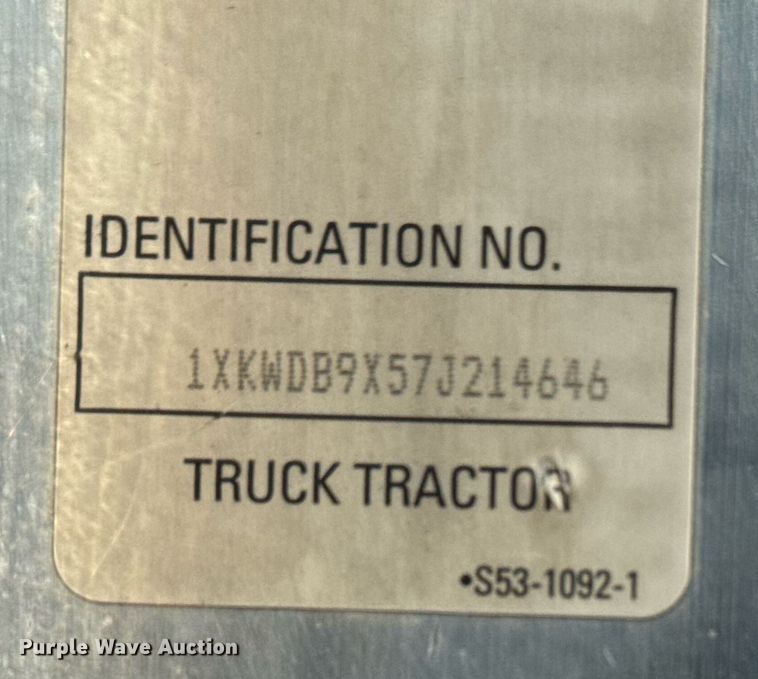 IDENTIFICATION NO.
1XKWDB9X57J214646
TRUCK TRACTOR
•S53-1092-1
Purple Wave Auction